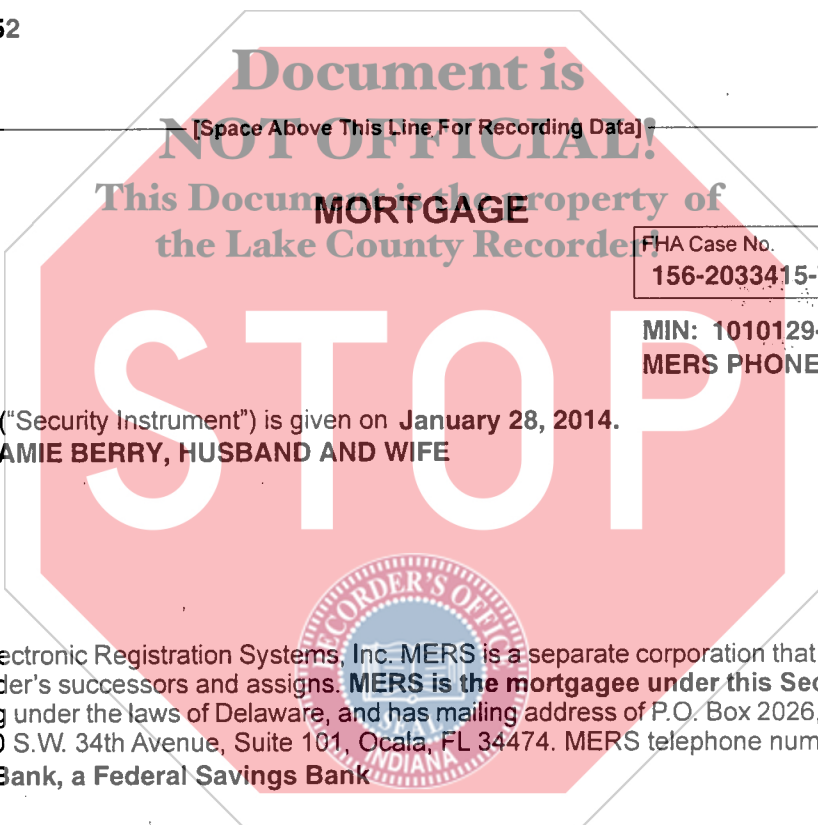 52
Document is
[Space Above This Line For Recording Data]
NOT OFFICIAL!
This Document is the property of
MORTGAGE
the Lake County Recorder!
FHA Case No.
156-2033415-
MIN: 1010129-
MERS PHONE
STOP
("Security Instrument") is given on January 28, 2014.
AMIE BERRY, HUSBAND AND WIFE
RECORDER'S OFFICE
ectronic Registration Systems, Inc. MERS is a separate corporation that
der's successors and assigns. MERS is the mortgagee under this Sec
g under the laws of Delaware, and has mailing address of P.O. Box 2026,
S.W. 34th Avenue, Suite 101, Ocala, FL 34474. MERS telephone num
SEAL
INDIANA
Bank, a Federal Savings Bank